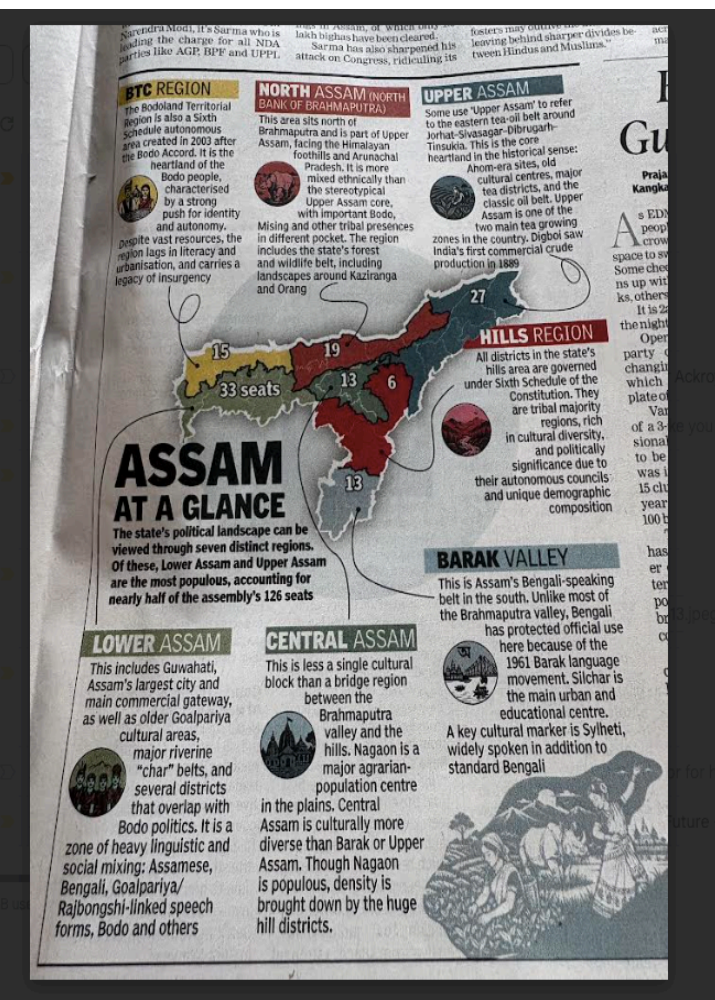 Narendra Modi, it's Sarma who is
leading the charge for all NDA
parties like AGP, BPF and UPPL
in Assam, of which only
lakh bighas have been cleared.
Sarma has also sharpened his
attack on Congress, ridiculing its
fosters may
leaving behind sharper divides be-
tween Hindus and Muslims."
BTC REGION
The Bodoland Territorial
Region is also a Sixth
Schedule autonomous
area created in 2003 after
the Bodo Accord. It is the
heartland of the
Bodo people,
characterised
by a strong
push for identity
and autonomy.
Despite vast resources, the
region lags in literacy and
urbanisation, and carries a
legacy of insurgency
NORTH ASSAM (NORTH
BANK OF BRAHMAPUTRA)
This area sits north of
Brahmaputra and is part of Upper
Assam, facing the Himalayan
foothills and Arunachal
Pradesh. It is more
mixed ethnically than
the stereotypical
Upper Assam core,
with important Bodo,
Mising and other tribal presences
in different pocket. The region
includes the state's forest
and wildlife belt, including
landscapes around Kaziranga
and Orang
UPPER ASSAM
Some use 'Upper Assam' to refer
to the eastern tea-oil belt around
Jorhat-Sivasagar-Dibrugarh-
Tinsukia. This is the core
heartland in the historical sense:
Ahom-era sites, old
cultural centres, major
tea districts, and the
classic oil belt. Upper
Assam is one of the
two main tea growing
zones in the country. Digboi saw
India's first commercial crude
production in 1889
27
15
19
33 seats
13
6
13
HILLS REGION
All districts in the state's
hills area are governed
under Sixth Schedule of the
Constitution. They
are tribal majority
regions, rich
in cultural diversity,
and politically
significance due to
their autonomous councils
and unique demographic
composition
ASSAM
AT A GLANCE
The state's political landscape can be
viewed through seven distinct regions.
Of these, Lower Assam and Upper Assam
are the most populous, accounting for
nearly half of the assembly's 126 seats
BARAK VALLEY
This is Assam's Bengali-speaking
belt in the south. Unlike most of
the Brahmaputra valley, Bengali
has protected official use
here because of the
1961 Barak language
movement. Silchar is
the main urban and
educational centre.
A key cultural marker is Sylheti,
widely spoken in addition to
standard Bengali
অ
LOWER ASSAM
This includes Guwahati,
Assam's largest city and
main commercial gateway,
as well as older Goalpariya
cultural areas,
major riverine
"char" belts, and
several districts
that overlap with
Bodo politics. It is a
zone of heavy linguistic and
social mixing: Assamese,
Bengali, Goalpariya/
Rajbongshi-linked speech
forms, Bodo and others
CENTRAL ASSAM
This is less a single cultural
block than a bridge region
between the
Brahmaputra
valley and the
hills. Nagaon is a
major agrarian-
population centre
in the plains. Central
Assam is culturally more
diverse than Barak or Upper
Assam. Though Nagaon
is populous, density is
brought down by the huge
hill districts.
Gu
Praja
Kangka
space to
Some
ns up
ks, others
It is
the night
Oper
party
which
plate of
Var
of a 3-
to be
was
15
year
100
has